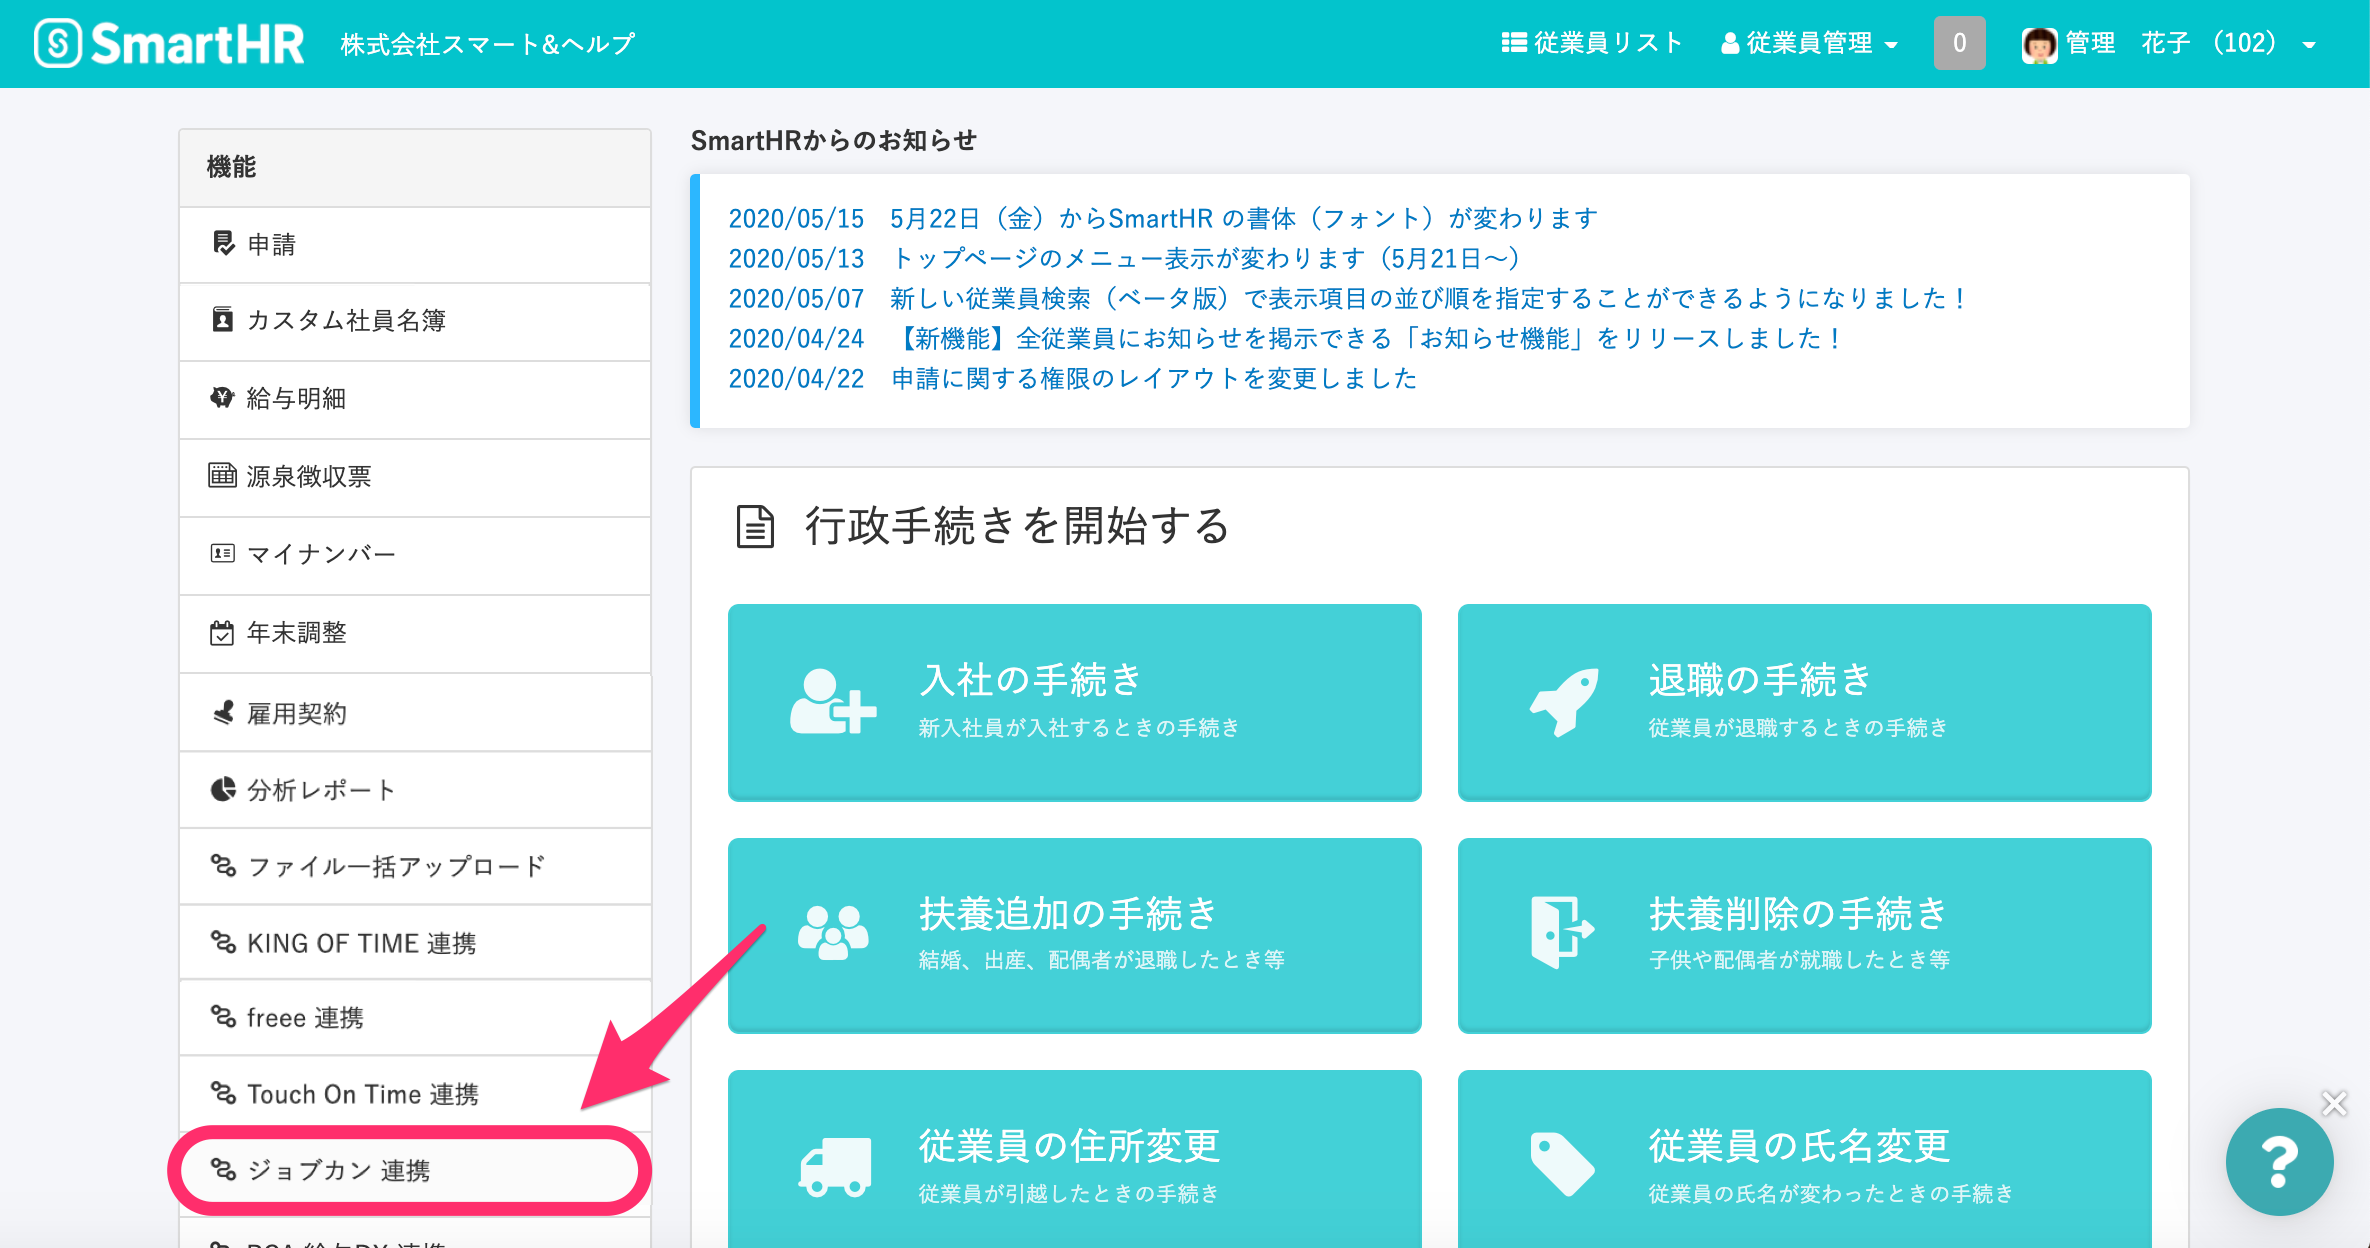 SmartHR 株式会社スマート&ヘルプ 従業員リスト 従業員管理 0 管理 花子 (102)
機能
申請
カスタム社員名簿
給与明細
源泉徴収票
マイナンバー
年末調整
雇用契約
分析レポート
ファイル一括アップロード
KING OF TIME 連携
freee 連携
Touch On Time 連携
ジョブカン 連携
SmartHRからのお知らせ
2020/05/15 5月22日（金）からSmartHR の書体（フォント）が変わります
2020/05/13 トップページのメニュー表示が変わります（5月21日〜）
2020/05/07 新しい従業員検索（ベータ版）で表示項目の並び順を指定することができるようになりました！
2020/04/24 【新機能】全従業員にお知らせを掲示できる「お知らせ機能」をリリースしました！
2020/04/22 申請に関する権限のレイアウトを変更しました
行政手続きを開始する
入社の手続き
新入社員が入社するときの手続き
退職の手続き
従業員が退職するときの手続き
扶養追加の手続き
結婚、出産、配偶者が退職したとき等
扶養削除の手続き
子供や配偶者が就職したとき等
従業員の住所変更
従業員が引越したときの手続き
従業員の氏名変更
従業員の氏名が変わったときの手続き
?